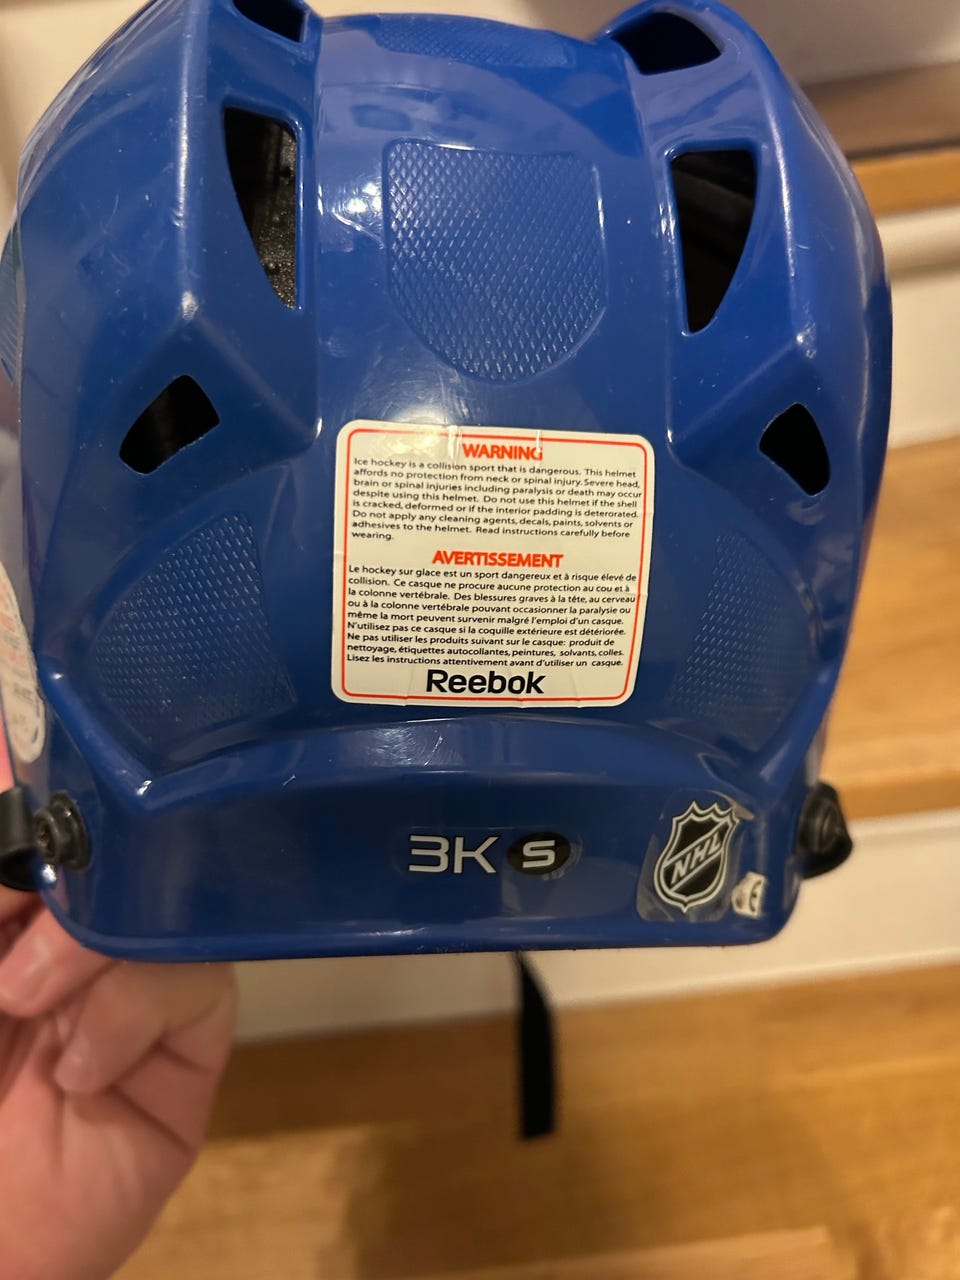 WARNING
Ice hockey is a collision sport that is dangerous. This helmet
affords no protection from neck or spinal injury. Severe head,
brain or spinal injuries including paralysis or death may occur
despite using this helmet. Do not use this helmet if the shell
is cracked, deformed or if the interior padding is deteriorated.
Do not apply any cleaning agents, decals, paints, solvents or
adhesives to the helmet. Read instructions carefully before
wearing.
AVERTISSEMENT
Le hockey sur glace est un sport dangereux et à risque élevé de
collision. Ce casque ne procure aucune protection au cou et à
la colonne vertébrale. Des blessures graves à la tête, au cerveau
ou à la colonne vertébrale pouvant occasionner la paralysie ou
même la mort peuvent survenir malgré l'emploi d'un casque.
N'utilisez pas ce casque si la coquille extérieure est détériorée.
Ne pas utiliser les produits suivant sur le casque: produit de
nettoyage, étiquettes autocollantes, peintures, solvants, colles.
Lisez les instructions attentivement avant d'utiliser un casque.
Reebok
3K S
NHL